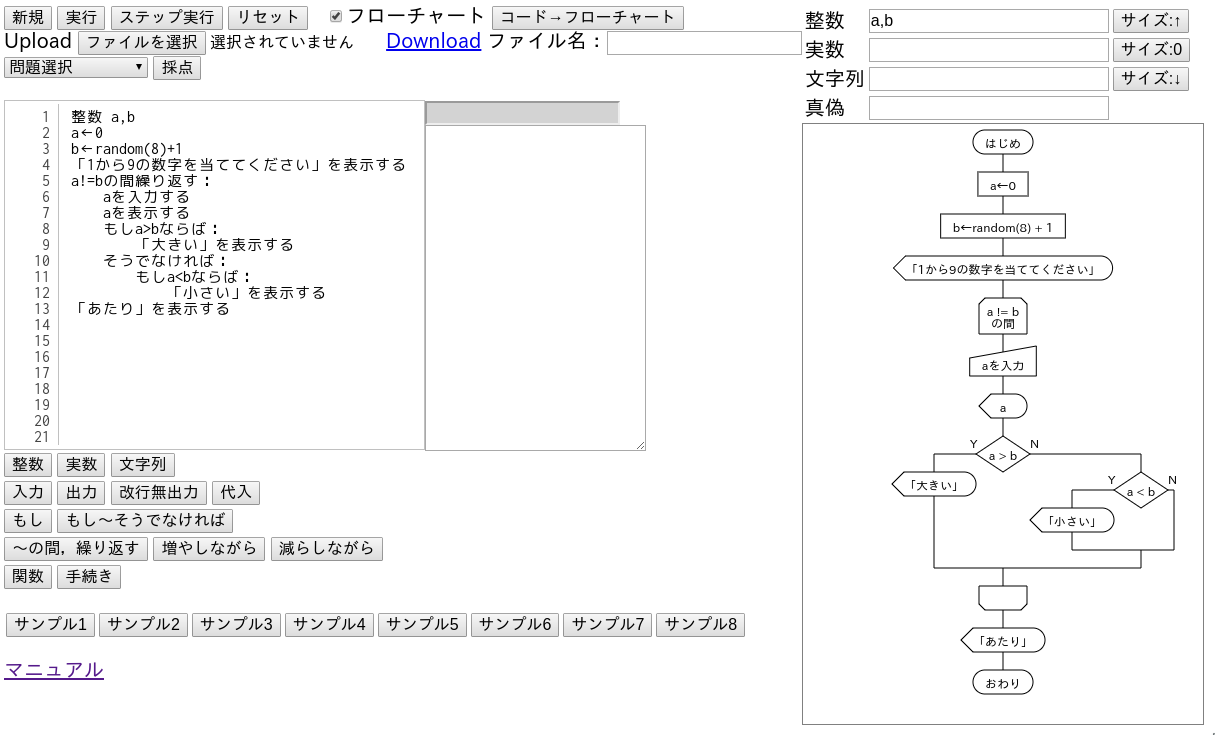 新規 実行 ステップ実行 リセット フローチャート コード→フローチャート
Upload ファイルを選択 選択されていません Download ファイル名：
問題選択 採点
整数 a,b サイズ:↑
実数 サイズ:0
文字列 サイズ:↓
真偽
1 整数 a,b
2 a←0
3 b←random(8)+1
4 「1から9の数字を当ててください」を表示する
5 a!=bの間繰り返す：
6 aを入力する
7 aを表示する
8 もしa>bならば：
9 「大きい」を表示する
10 そうでなければ：
11 もしa<bならば：
12 「小さい」を表示する
13 「あたり」を表示する
14
15
16
17
18
19
20
21
整数 実数 文字列
入力 出力 改行無出力 代入
もし もし～そうでなければ
～の間，繰り返す 増やしながら 減らしながら
関数 手続き
サンプル1 サンプル2 サンプル3 サンプル4 サンプル5 サンプル6 サンプル7 サンプル8
マニュアル
はじめ
a←0
b←random(8) + 1
「1から9の数字を当ててください」
a != b
の間
aを入力
a
Y N
a > b
「大きい」
Y N
a < b
「小さい」
「あたり」
おわり